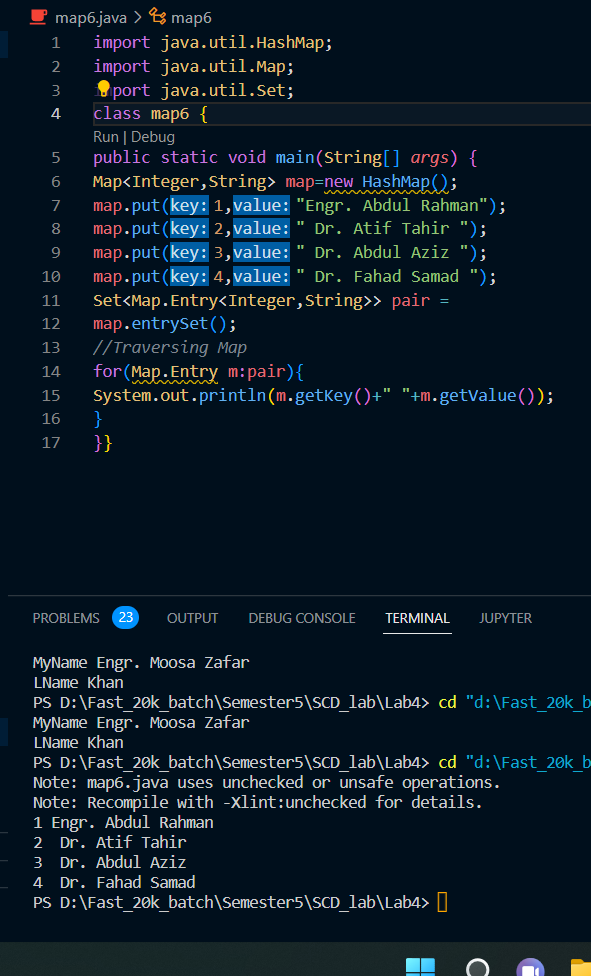 map6.java > map6
1 import java.util.HashMap;
2 import java.util.Map;
3 import java.util.Set;
4 class map6 {
Run | Debug
5 public static void main(String[] args) {
6 Map<Integer,String> map=new HashMap();
7 map.put(key: 1,value: "Engr. Abdul Rahman");
8 map.put(key: 2,value: " Dr. Atif Tahir ");
9 map.put(key: 3,value: " Dr. Abdul Aziz ");
10 map.put(key: 4,value: " Dr. Fahad Samad ");
11 Set<Map.Entry<Integer,String>> pair =
12 map.entrySet();
13 //Traversing Map
14 for(Map.Entry m:pair){
15 System.out.println(m.getKey()+" "+m.getValue());
16 }
17 }}
PROBLEMS 23 OUTPUT DEBUG CONSOLE TERMINAL JUPYTER
MyName Engr. Moosa Zafar
LName Khan
PS D:\Fast_20k_batch\Semester5\SCD_lab\Lab4> cd "d:\Fast_20k_b
MyName Engr. Moosa Zafar
LName Khan
PS D:\Fast_20k_batch\Semester5\SCD_lab\Lab4> cd "d:\Fast_20k_b
Note: map6.java uses unchecked or unsafe operations.
Note: Recompile with -Xlint:unchecked for details.
1 Engr. Abdul Rahman
2  Dr. Atif Tahir
3  Dr. Abdul Aziz
4  Dr. Fahad Samad
PS D:\Fast_20k_batch\Semester5\SCD_lab\Lab4>